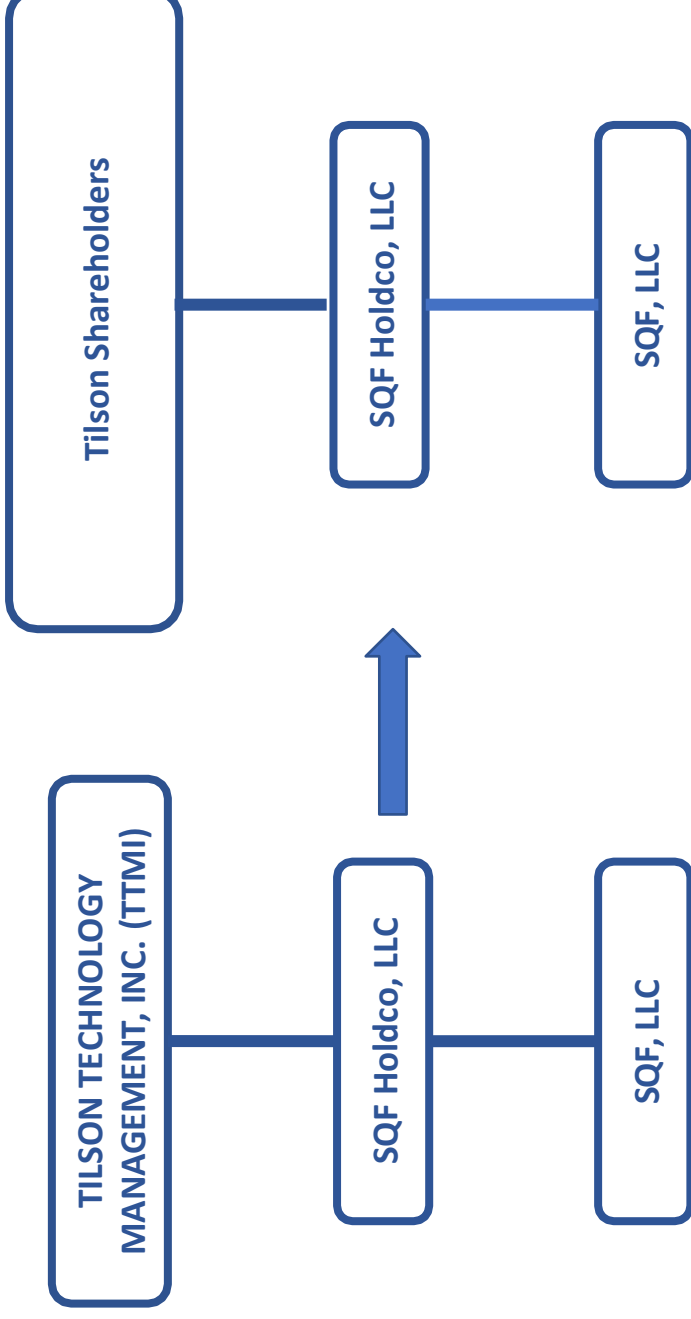 TILSON TECHNOLOGY
MANAGEMENT, INC. (TTMI)
SQF Holdco, LLC
SQF, LLC
Tilson Shareholders
SQF Holdco, LLC
SQF, LLC